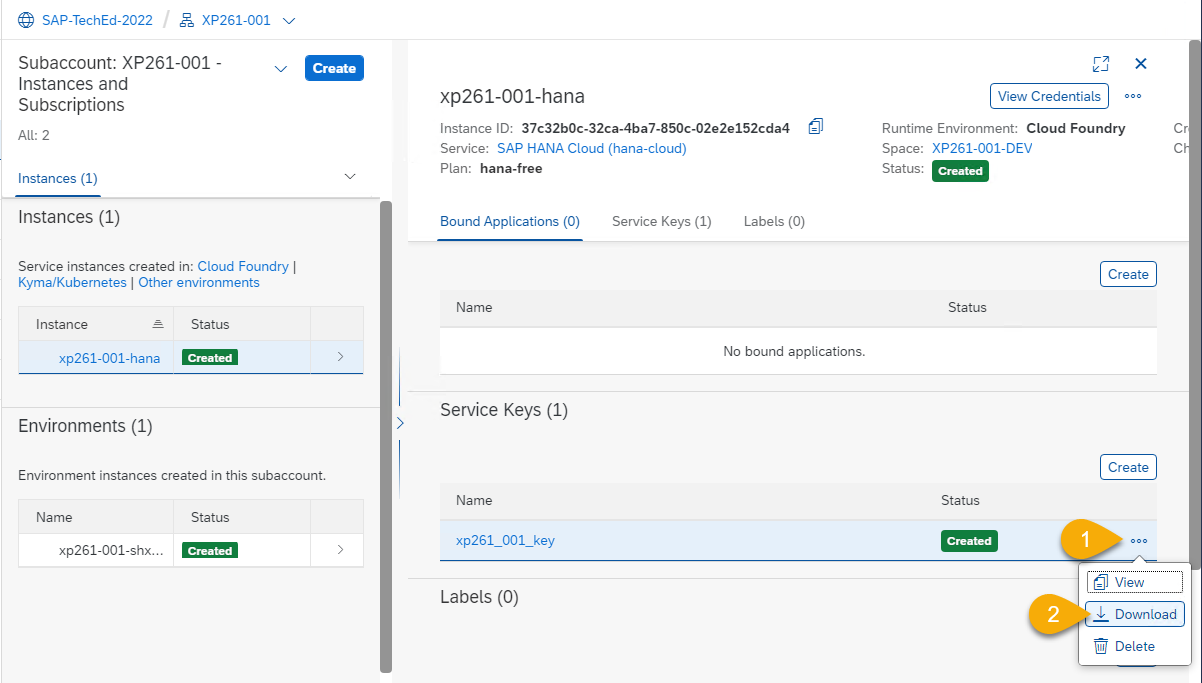 SAP-TechEd-2022 / XP261-001
Subaccount: XP261-001 -
Instances and
Subscriptions
Create
All: 2
Instances (1)
Instances (1)
Service instances created in: Cloud Foundry |
Kyma/Kubernetes | Other environments
Instance Status
xp261-001-hana Created
Environments (1)
Environment instances created in this subaccount.
Name Status
xp261-001-shx... Created
xp261-001-hana
View Credentials
Instance ID: 37c32b0c-32ca-4ba7-850c-02e2e152cda4
Service: SAP HANA Cloud (hana-cloud)
Plan: hana-free
Runtime Environment: Cloud Foundry
Space: XP261-001-DEV
Status: Created
Cr
Ch
Bound Applications (0) Service Keys (1) Labels (0)
Create
Name Status
No bound applications.
Service Keys (1)
Create
Name Status
xp261_001_key Created
1
View
2
Download
Delete
Labels (0)